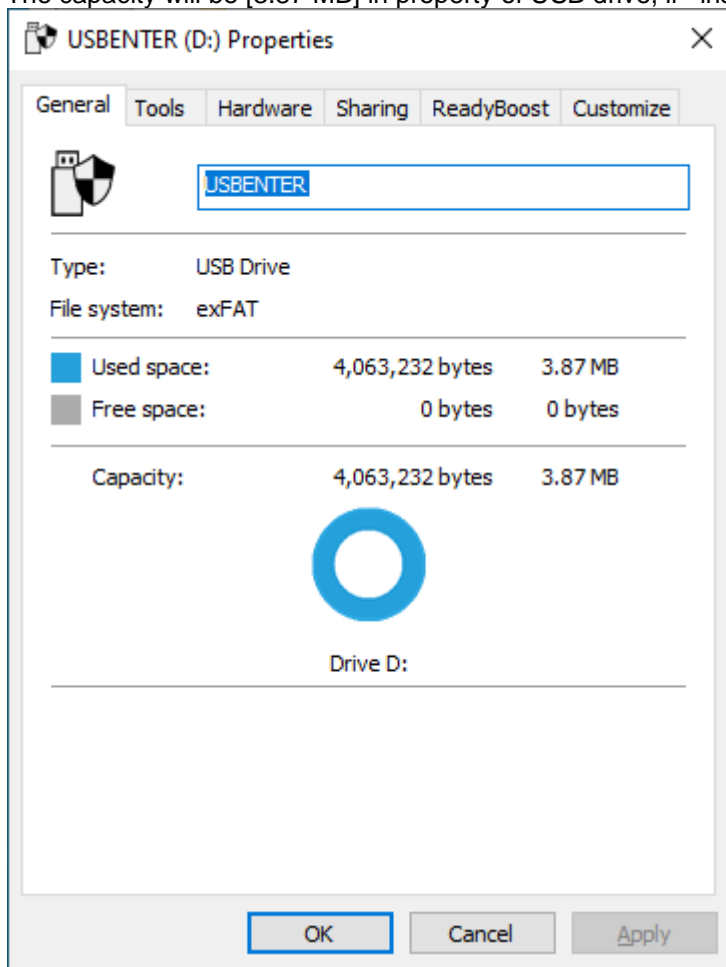 USBENTER (D:) Properties
General Tools Hardware Sharing ReadyBoost Customize
USBENTER
Type: USB Drive
File system: exFAT
Used space: 4,063,232 bytes 3.87 MB
Free space: 0 bytes 0 bytes
Capacity: 4,063,232 bytes 3.87 MB
Drive D:
OK Cancel Apply